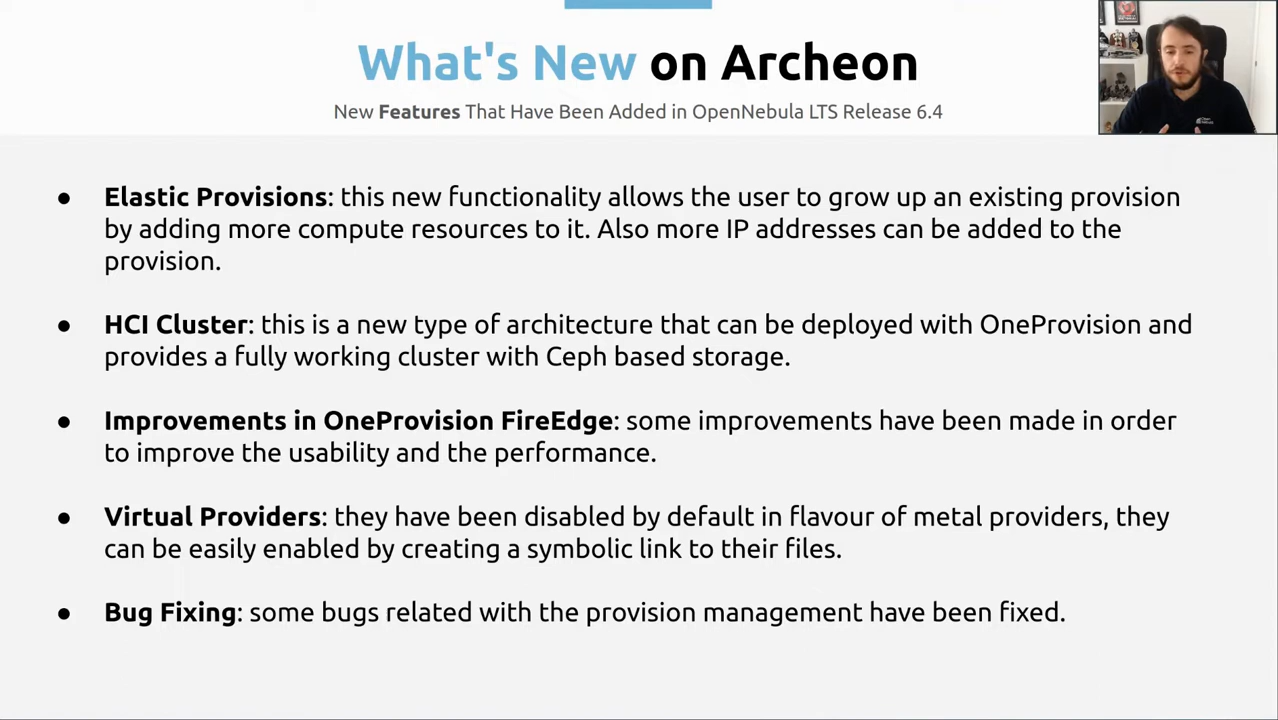 What's New on Archeon
New Features That Have Been Added in OpenNebula LTS Release 6.4
● Elastic Provisions: this new functionality allows the user to grow up an existing provision
by adding more compute resources to it. Also more IP addresses can be added to the
provision.
● HCI Cluster: this is a new type of architecture that can be deployed with OneProvision and
provides a fully working cluster with Ceph based storage.
● Improvements in OneProvision FireEdge: some improvements have been made in order
to improve the usability and the performance.
● Virtual Providers: they have been disabled by default in flavour of metal providers, they
can be easily enabled by creating a symbolic link to their files.
● Bug Fixing: some bugs related with the provision management have been fixed.